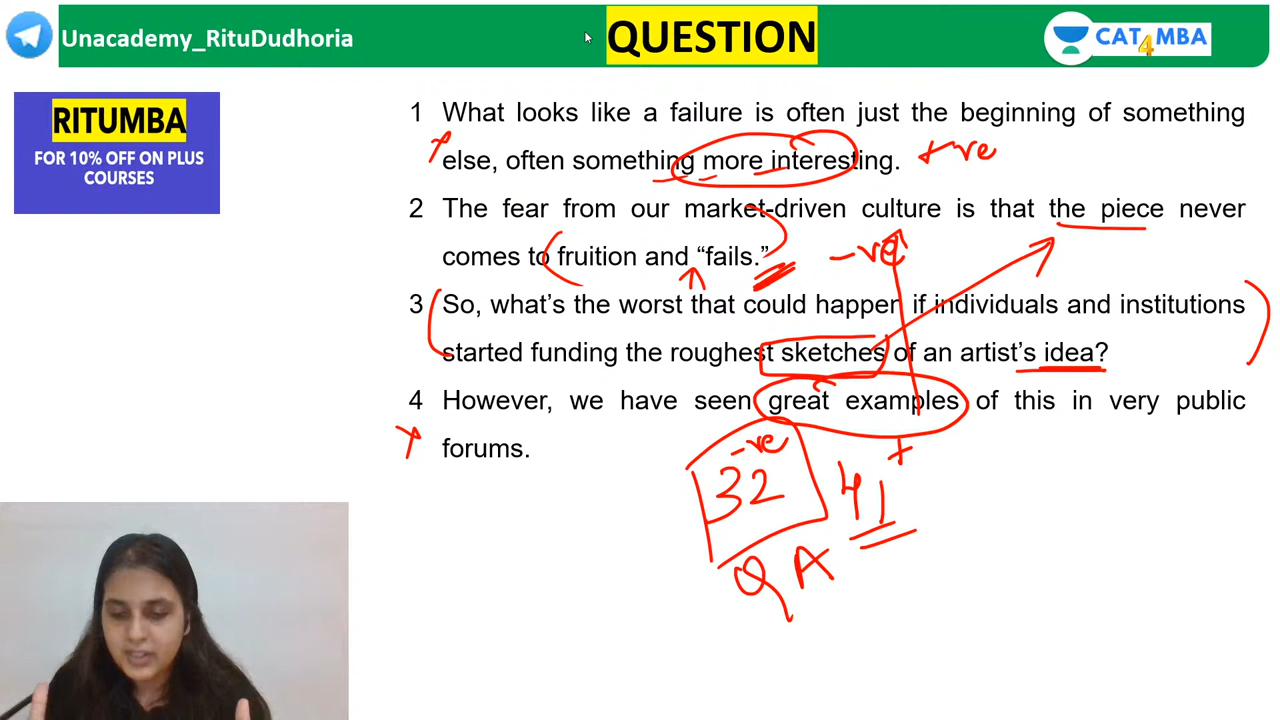 Unacademy_RituDudhoria
QUESTION
CAT4MBA
RITUMBA
FOR 10% OFF ON PLUS
COURSES
1 What looks like a failure is often just the beginning of something
else, often something more interesting. +ve
2 The fear from our market-driven culture is that the piece never
comes to fruition and “fails.” -ve
3 So, what’s the worst that could happen if individuals and institutions
started funding the roughest sketches of an artist’s idea?
4 However, we have seen great examples of this in very public
forums.
-ve +
32 41
QA